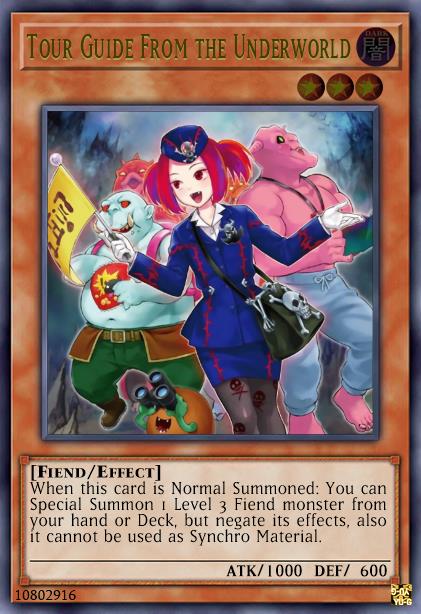 TOUR GUIDE FROM THE UNDERWORLD
DARK
闇
[FIEND/EFFECT]
When this card is Normal Summoned: You can
Special Summon 1 Level 3 Fiend monster from
your hand or Deck, but negate its effects, also
it cannot be used as Synchro Material.
ATK/1000 DEF/ 600
10802916